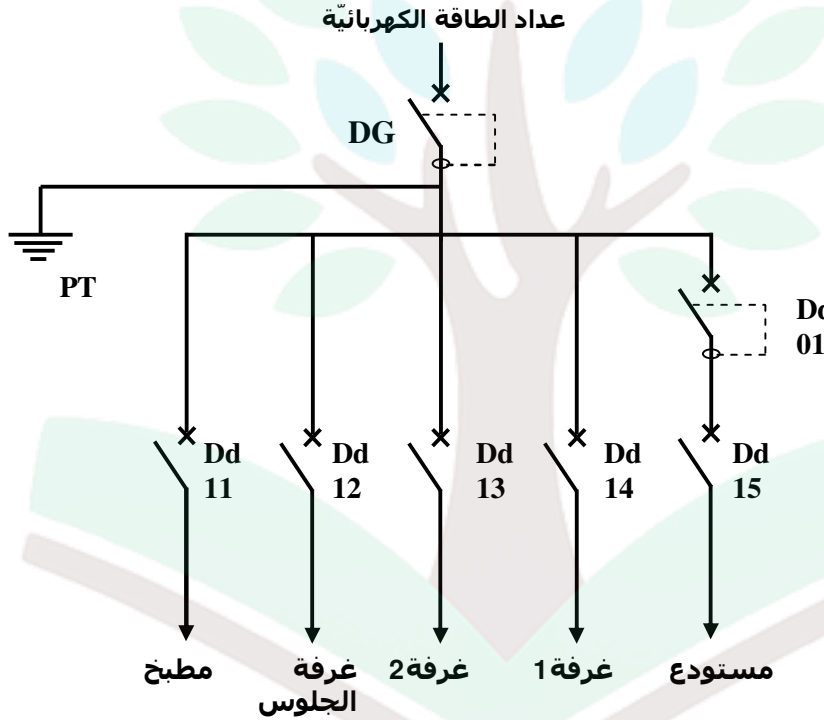 عداد الطاقة الكهربائيّة
DG
PT
Dd
01
Dd
11
Dd
12
Dd
13
Dd
14
Dd
15
مطبخ
غرفة
الجلوس
غرفة2
غرفة1
مستودع